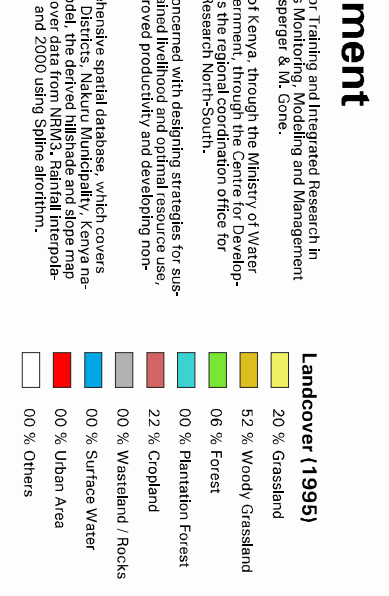 ment
or Training and Integrated Research in
s Monitoring, Modeling and Management
sperger & M. Gone.
of Kenya, through the Ministry of Water
ernment, through the Centre for Develop-
s the regional coordination office for
Research North-South.
oncerned with designing strategies for sus-
ained livelihood and optimal resource use,
roved productivity and developing non-
hensive spatial database, which covers
Districts, Nakuru Municipality, Kenya na-
odel, the derived hillshade and slope map
over data from NRM3. Rainfall interpola-
and 2000 using Spline alrorithm.
Landcover (1995)
20 % Grassland
52 % Woody Grassland
06 % Forest
00 % Plantation Forest
22 % Cropland
00 % Wasteland / Rocks
00 % Surface Water
00 % Urban Area
00 % Others